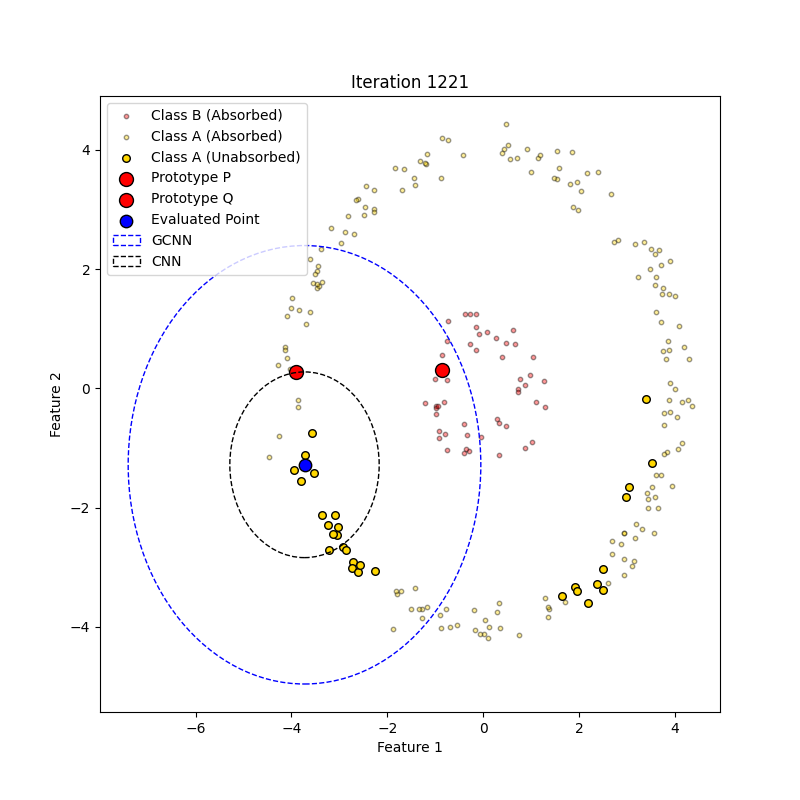 Iteration 1221
Class B (Absorbed)
Class A (Absorbed)
Class A (Unabsorbed)
Prototype P
Prototype Q
Evaluated Point
GCNN
CNN
Feature 2
4
2
0
−2
−4
−6
−4
−2
0
2
4
Feature 1